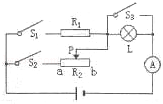 S₃
S₁ R₁
P L
S₂ A
a R₂ b